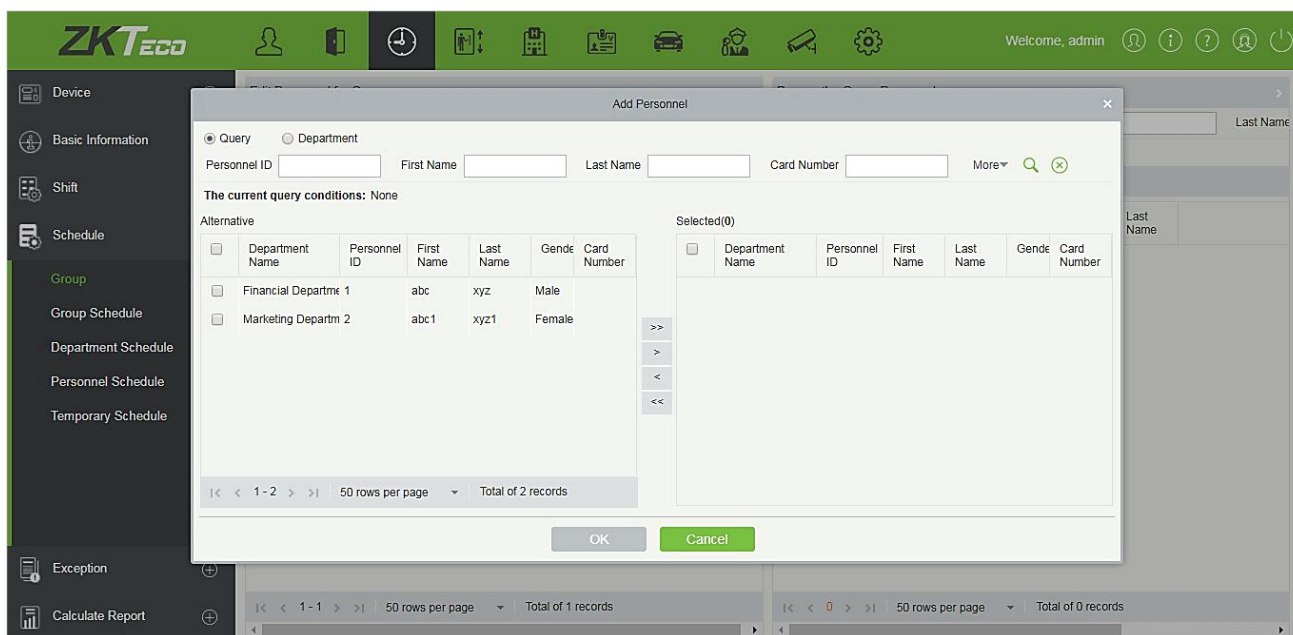 ZKTECO
Welcome, admin
Device
Basic Information
Shift
Schedule
Group
Group Schedule
Department Schedule
Personnel Schedule
Temporary Schedule
Exception
Calculate Report
Add Personnel
Last Name
Query Department
Personnel ID First Name Last Name Card Number More
The current query conditions: None
Alternative
Department Name Personnel ID First Name Last Name Gende Card Number
Financial Departme 1 abc xyz Male
Marketing Departm 2 abc1 xyz1 Female
1 - 2 50 rows per page Total of 2 records
>>
>
<
<<
Selected(0)
Department Name Personnel ID First Name Last Name Gende Card Number
Last Name
OK Cancel
1 - 1 50 rows per page Total of 1 records
0 50 rows per page Total of 0 records